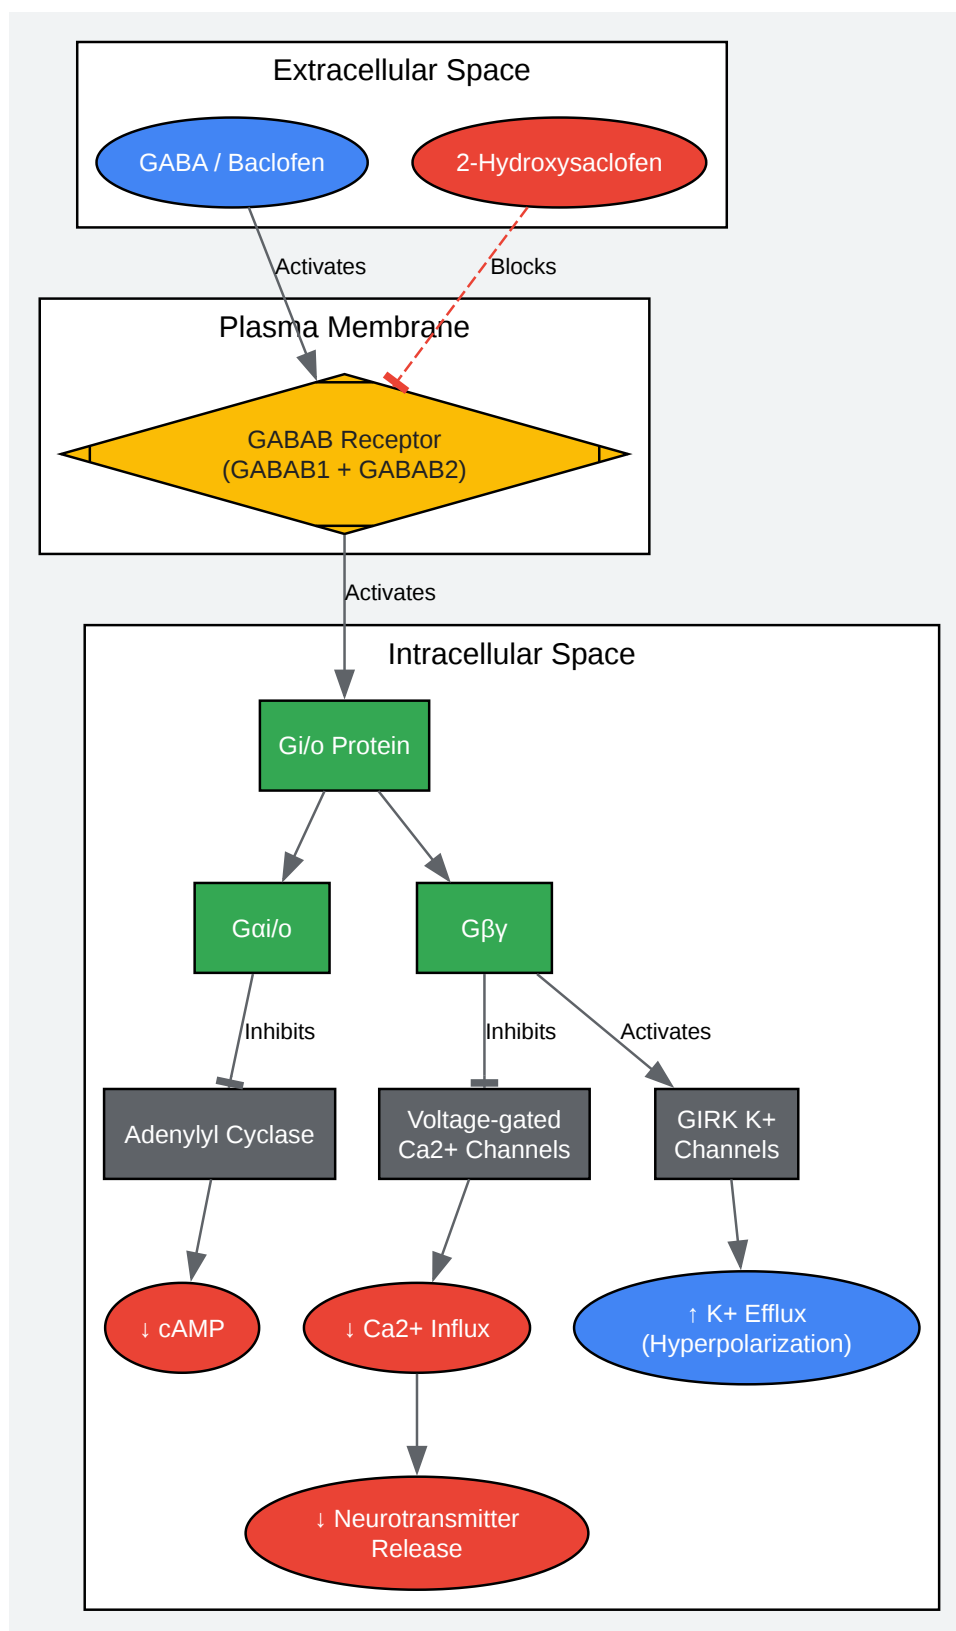 Extracellular Space
GABA / Baclofen
2-Hydroxysaclofen
Activates
Blocks
Plasma Membrane
GABAB Receptor
(GABAB1 + GABAB2)
Activates
Intracellular Space
Gi/o Protein
Gαi/o
Gβγ
Inhibits
Inhibits
Activates
Adenylyl Cyclase
Voltage-gated
Ca2+ Channels
GIRK K+
Channels
↓ cAMP
↓ Ca2+ Influx
↑ K+ Efflux
(Hyperpolarization)
↓ Neurotransmitter
Release